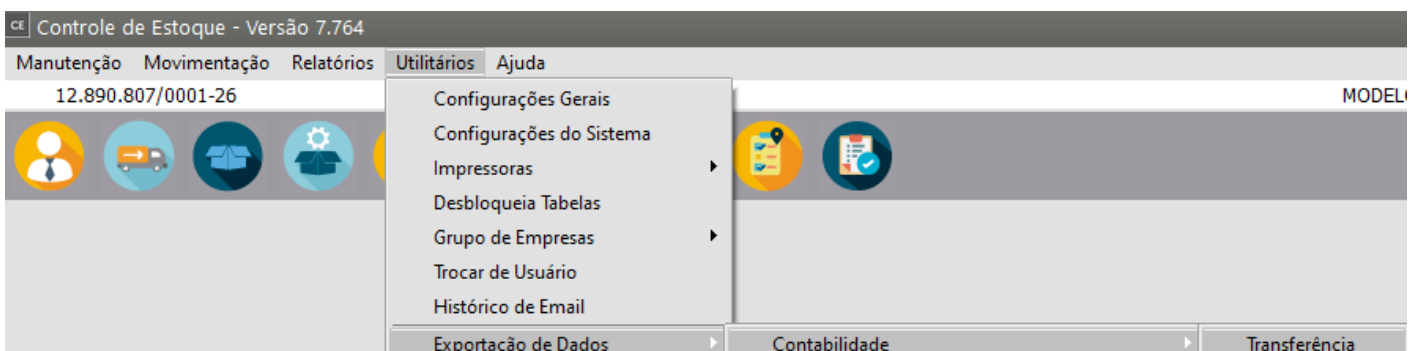 CE Controle de Estoque - Versão 7.764
Manutenção Movimentação Relatórios Utilitários Ajuda
12.890.807/0001-26
Configurações Gerais
Configurações do Sistema
Impressoras
Desbloqueia Tabelas
Grupo de Empresas
Trocar de Usuário
Histórico de Email
Exportação de Dados Contabilidade Transferência